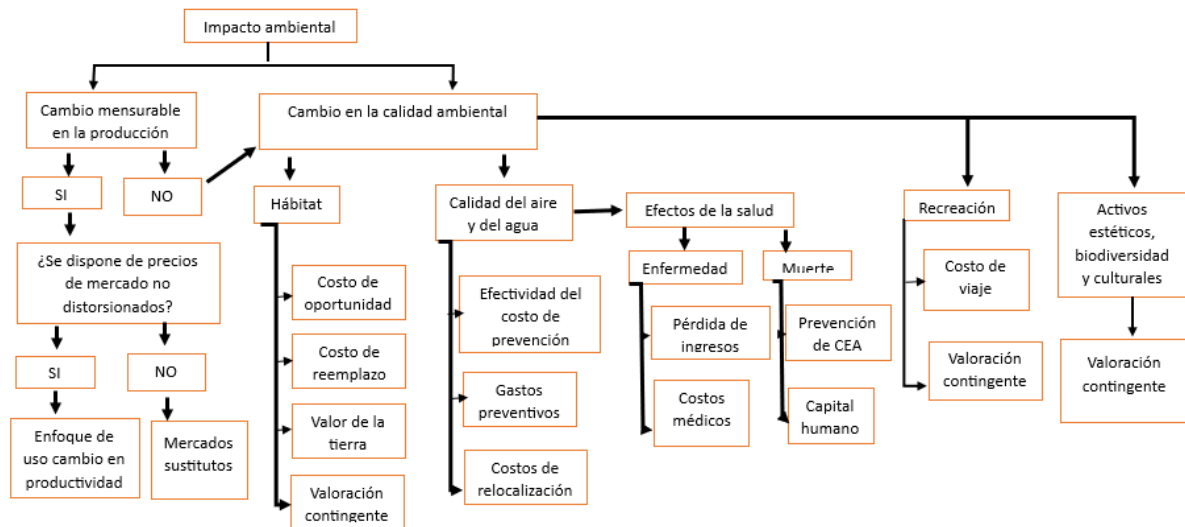 Impacto ambiental
Cambio mensurable
en la producción
Cambio en la calidad ambiental
SI
NO
Hábitat
Calidad del aire
y del agua
Efectos de la salud
Recreación
Activos
estéticos,
biodiversidad
y culturales
¿Se dispone de precios
de mercado no
distorsionados?
Enfermedad
Muerte
Costo de
oportunidad
Efectividad del
costo de
prevención
Pérdida de
ingresos
Prevención
de CEA
Costo de
viaje
SI
NO
Costo de
reemplazo
Gastos
preventivos
Costos
médicos
Capital
humano
Valoración
contingente
Valoración
contingente
Enfoque de
uso cambio en
productividad
Mercados
sustitutos
Valor de la
tierra
Costos de
relocalización
Valoración
contingente